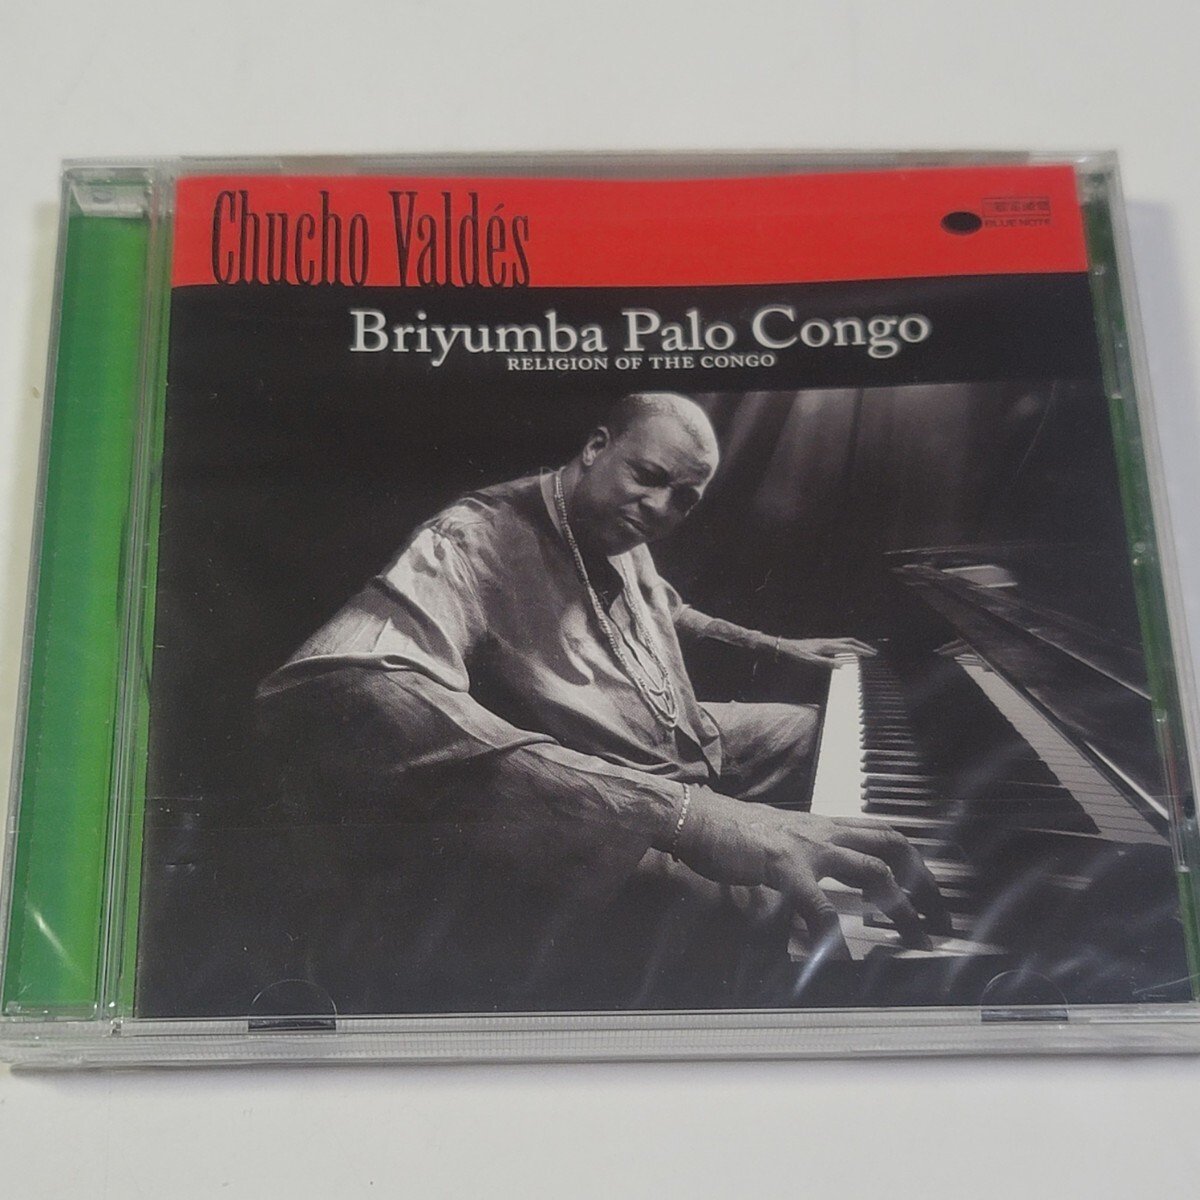 Chucho Valdés
BLUE NOTE
Briyumba Palo Congo
RELIGION OF THE CONGO